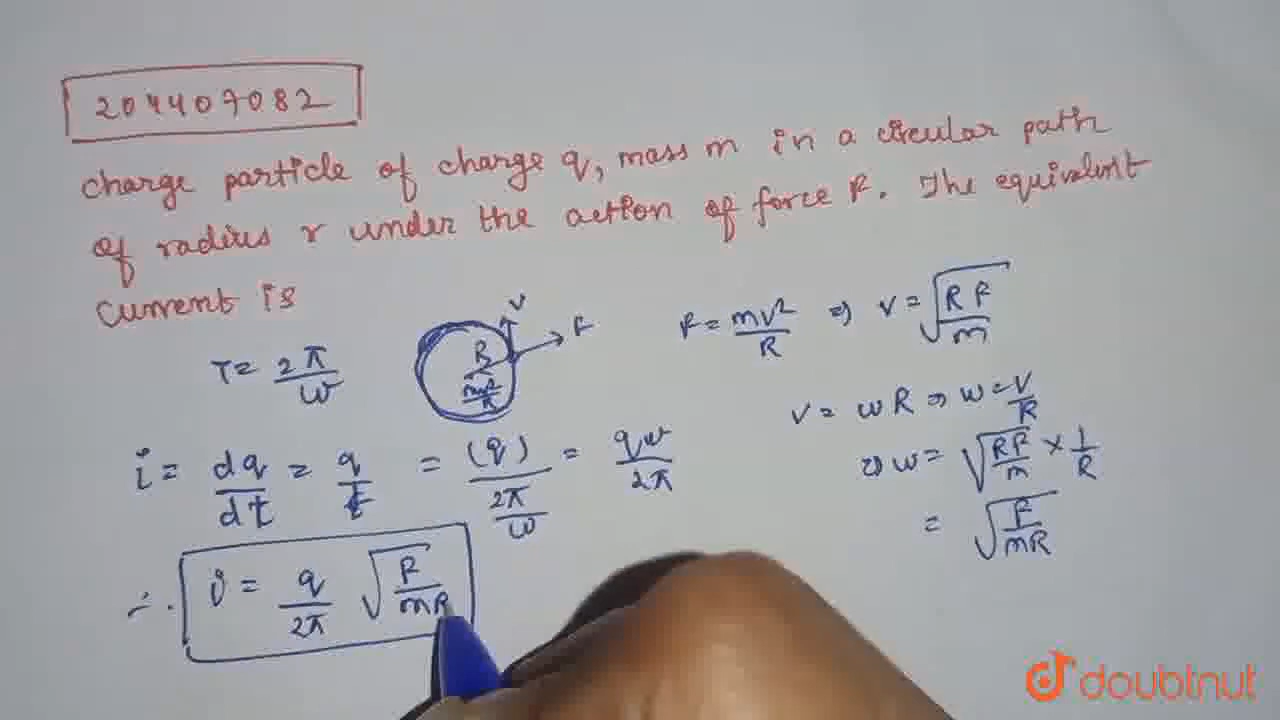 204407082
charge particle of charge q, mass m in a circular path
of radius r under the action of force F. The equivalent
current is
T = 2π/ω
R
mv²/R
v
F
F = mv²/R ⇒ v = √(RF/m)
v = ωR ⇒ ω = v/R
⇒ ω = √(RF/m) × 1/R
= √(F/mR)
i = dq/dt = q/t = (q)/(2π/ω) = qω/2π
∴ i = q/2π √(F/mR)
doubtnut